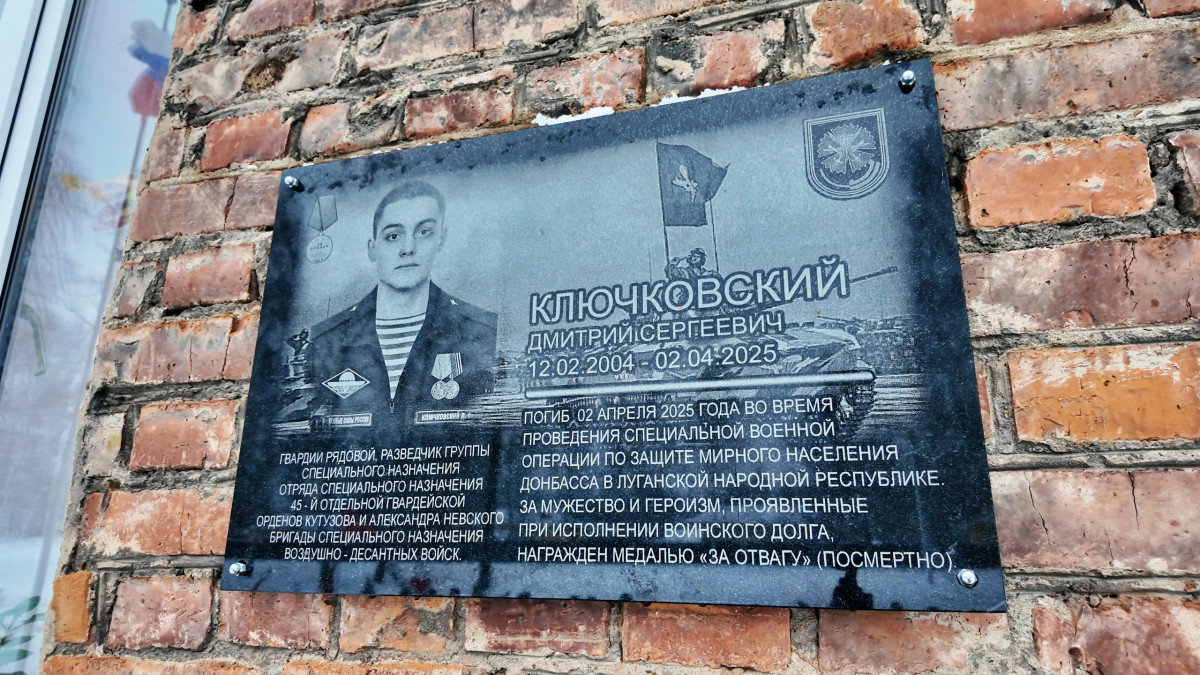 КЛЮЧКОВСКИЙ
ДМИТРИЙ СЕРГЕЕВИЧ
12.02.2004 - 02.04.2025
КЛЮЧКОВСКИЙ Д.
ГВАРДИИ РЯДОВОЙ, РАЗВЕДЧИК ГРУППЫ
СПЕЦИАЛЬНОГО НАЗНАЧЕНИЯ
ОТРЯДА СПЕЦИАЛЬНОГО НАЗНАЧЕНИЯ
45 - Й ОТДЕЛЬНОЙ ГВАРДЕЙСКОЙ
ОРДЕНОВ КУТУЗОВА И АЛЕКСАНДРА НЕВСКОГО
БРИГАДЫ СПЕЦИАЛЬНОГО НАЗНАЧЕНИЯ
ВОЗДУШНО - ДЕСАНТНЫХ ВОЙСК.
ПОГИБ 02 АПРЕЛЯ 2025 ГОДА ВО ВРЕМЯ
ПРОВЕДЕНИЯ СПЕЦИАЛЬНОЙ ВОЕННОЙ
ОПЕРАЦИИ ПО ЗАЩИТЕ МИРНОГО НАСЕЛЕНИЯ
ДОНБАССА В ЛУГАНСКОЙ НАРОДНОЙ РЕСПУБЛИКЕ.
ЗА МУЖЕСТВО И ГЕРОИЗМ, ПРОЯВЛЕННЫЕ
ПРИ ИСПОЛНЕНИИ ВОИНСКОГО ДОЛГА,
НАГРАЖДЕН МЕДАЛЬЮ «ЗА ОТВАГУ» (ПОСМЕРТНО).